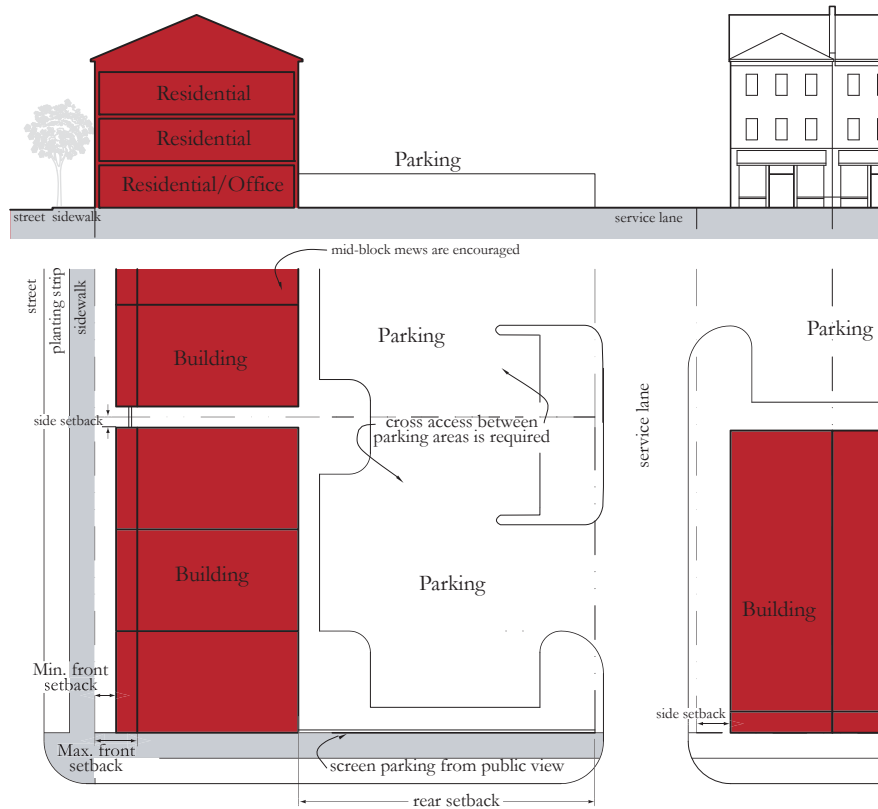 Residential
Residential
Parking
Residential/Office
street sidewalk
service lane
mid-block mews are encouraged
street
planting strip
sidewalk
Parking
Parking
Building
side setback
cross access between
parking areas is required
service lane
Building
Parking
Building
Min. front
setback
side setback
Max. front
setback
screen parking from public view
rear setback